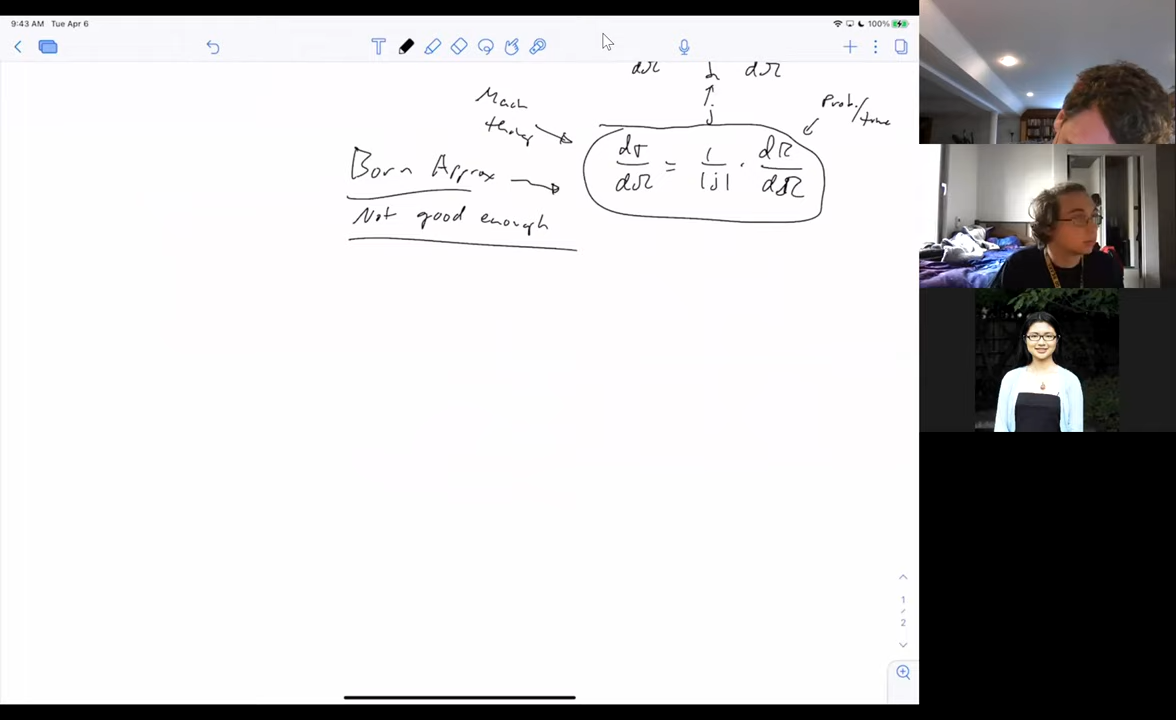 9:43 AM Tue Apr 6
100%
T
dΩ dΩ
j
Prob./time
Mach
dσ/dΩ = 1/|j| · dR/dΩ
Born Approx
Not good enough
1
/
2